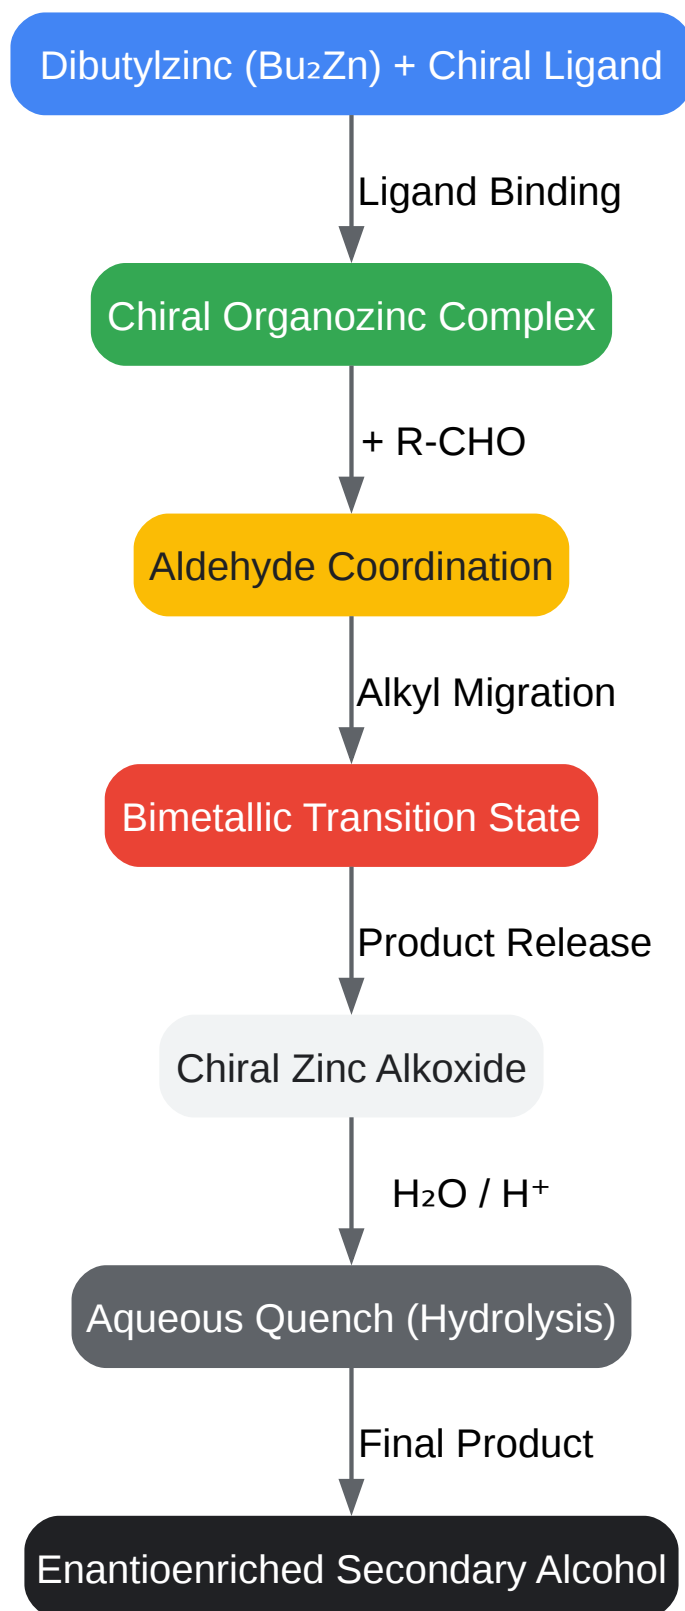 Dibutylzinc (Bu₂Zn) + Chiral Ligand
Ligand Binding
Chiral Organozinc Complex
+ R-CHO
Aldehyde Coordination
Alkyl Migration
Bimetallic Transition State
Product Release
Chiral Zinc Alkoxide
H₂O / H⁺
Aqueous Quench (Hydrolysis)
Final Product
Enantioenriched Secondary Alcohol